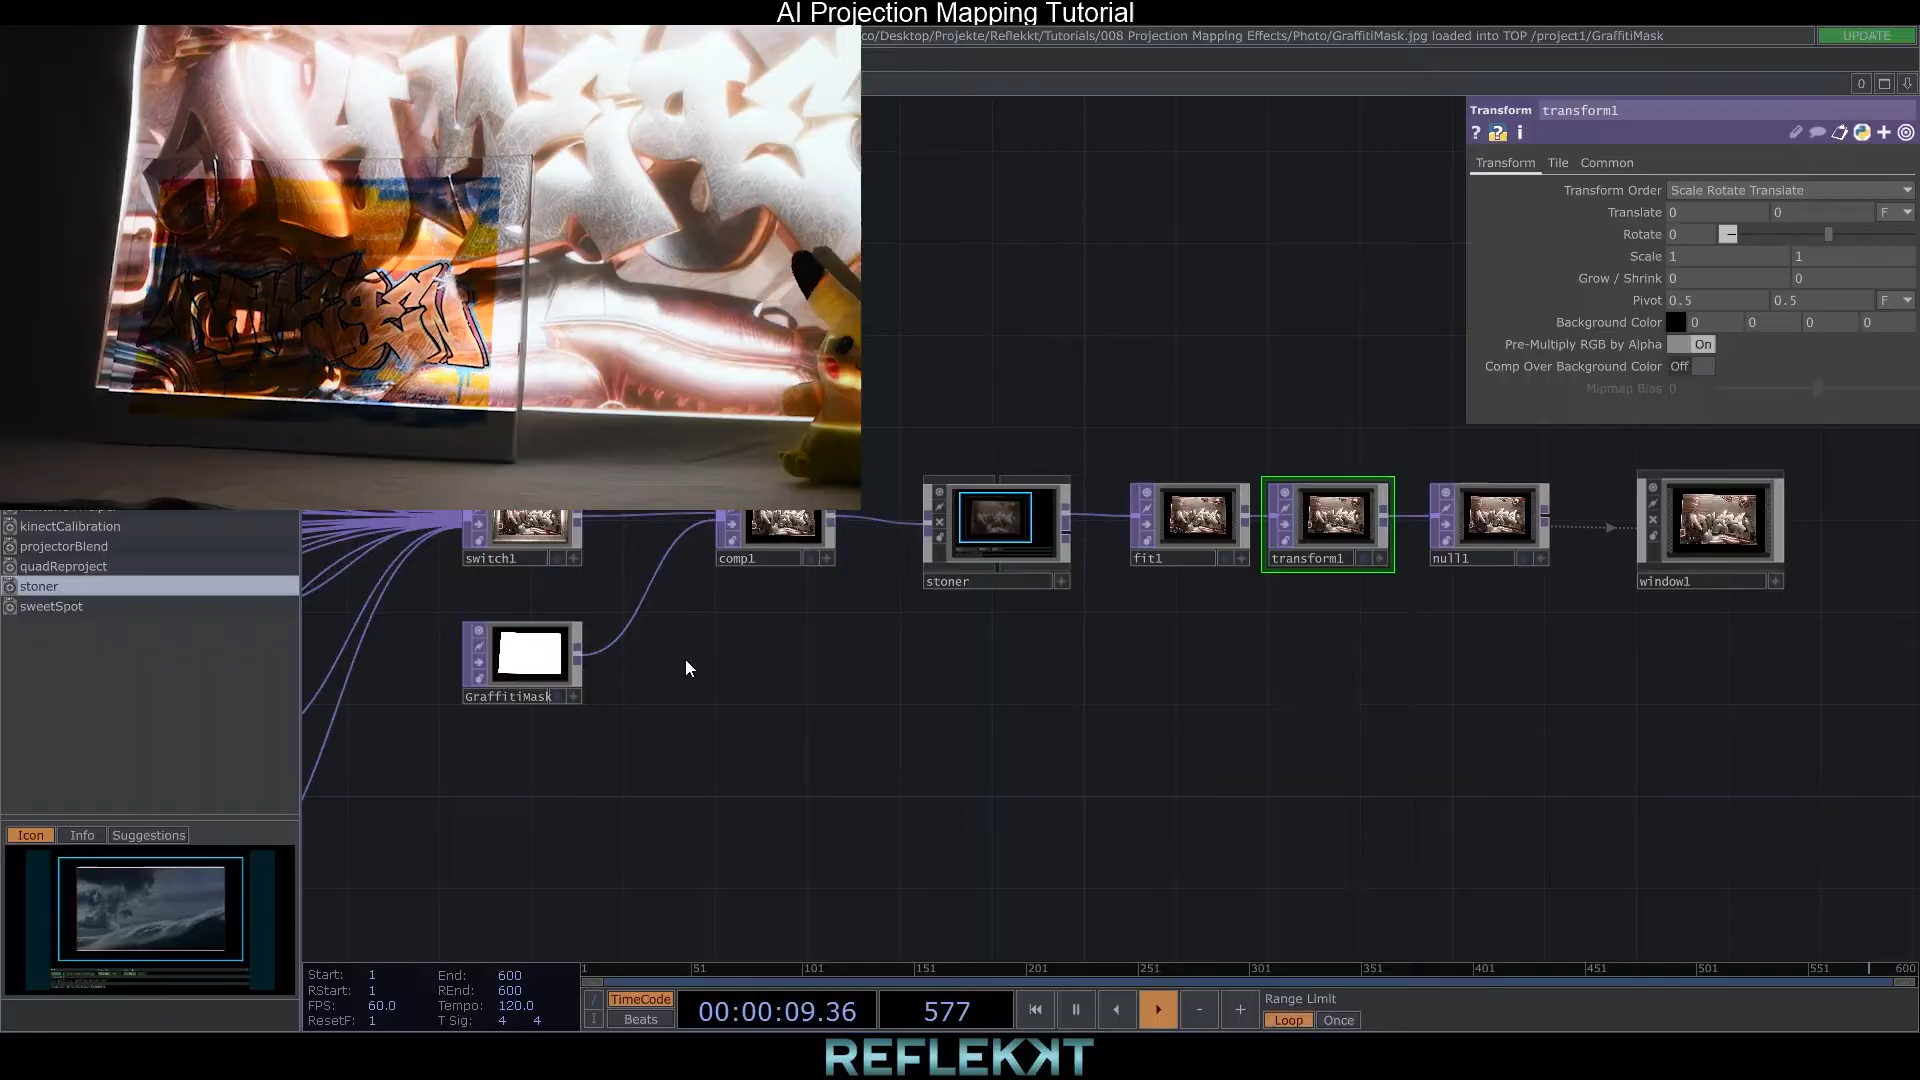 AI Projection Mapping Tutorial
co/Desktop/Projekte/Reflekkt/Tutorials/008 Projection Mapping Effects/Photo/GraffitiMask.jpg loaded into TOP /project1/GraffitiMask
UPDATE
0
Transform transform1
? ? i
Transform Tile Common
Transform Order Scale Rotate Translate
Translate 0 0 F
Rotate 0
Scale 1 1
Grow / Shrink 0 0
Pivot 0.5 0.5 F
Background Color 0 0 0 0
Pre-Multiply RGB by Alpha On
Comp Over Background Color Off
Mipmap Bias 0
kinectCalibration
projectorBlend
quadReproject
stoner
sweetSpot
switch1
comp1
stoner
fit1
transform1
null1
window1
GraffitiMask
Icon Info Suggestions
Start: 1 End: 600
RStart: 1 REnd: 600
FPS: 60.0 Tempo: 120.0
ResetF: 1 T Sig: 4 4
1 51 101 151 201 251 301 351 401 451 501 551 600
TimeCode
Beats
00:00:09.36
577
- +
Range Limit
Loop Once
REFLEKKT